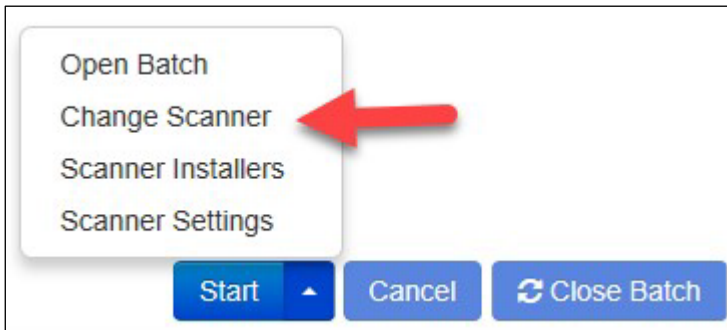 Open Batch
Change Scanner
Scanner Installers
Scanner Settings
Start Cancel Close Batch